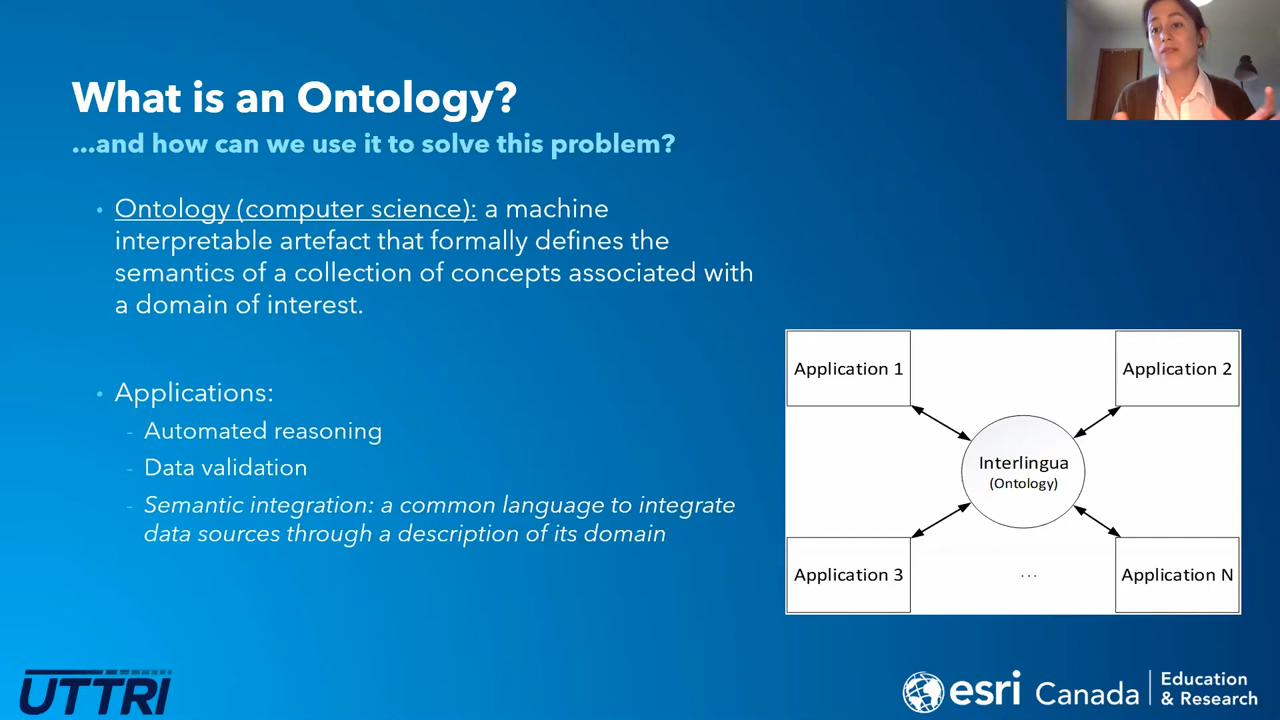 What is an Ontology?
...and how can we use it to solve this problem?
• Ontology (computer science): a machine
interpretable artefact that formally defines the
semantics of a collection of concepts associated with
a domain of interest.
• Applications:
- Automated reasoning
- Data validation
- Semantic integration: a common language to integrate
data sources through a description of its domain
Application 1
Application 2
Interlingua
(Ontology)
Application 3
...
Application N
UTTRI
esri Canada
Education
& Research